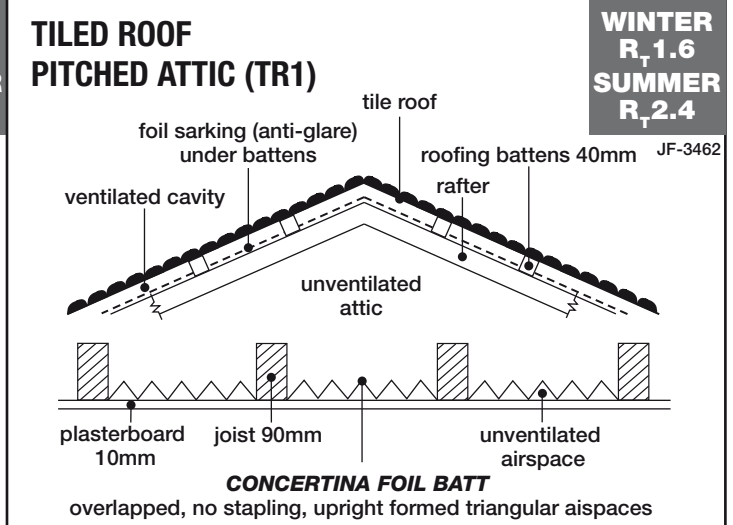 TILED ROOF
PITCHED ATTIC (TR1)
WINTER
RT1.6
SUMMER
RT2.4
JF-3462
tile roof
foil sarking (anti-glare)
under battens
roofing battens 40mm
rafter
ventilated cavity
unventilated
attic
plasterboard
10mm
joist 90mm
unventilated
airspace
CONCERTINA FOIL BATT
overlapped, no stapling, upright formed triangular aispaces